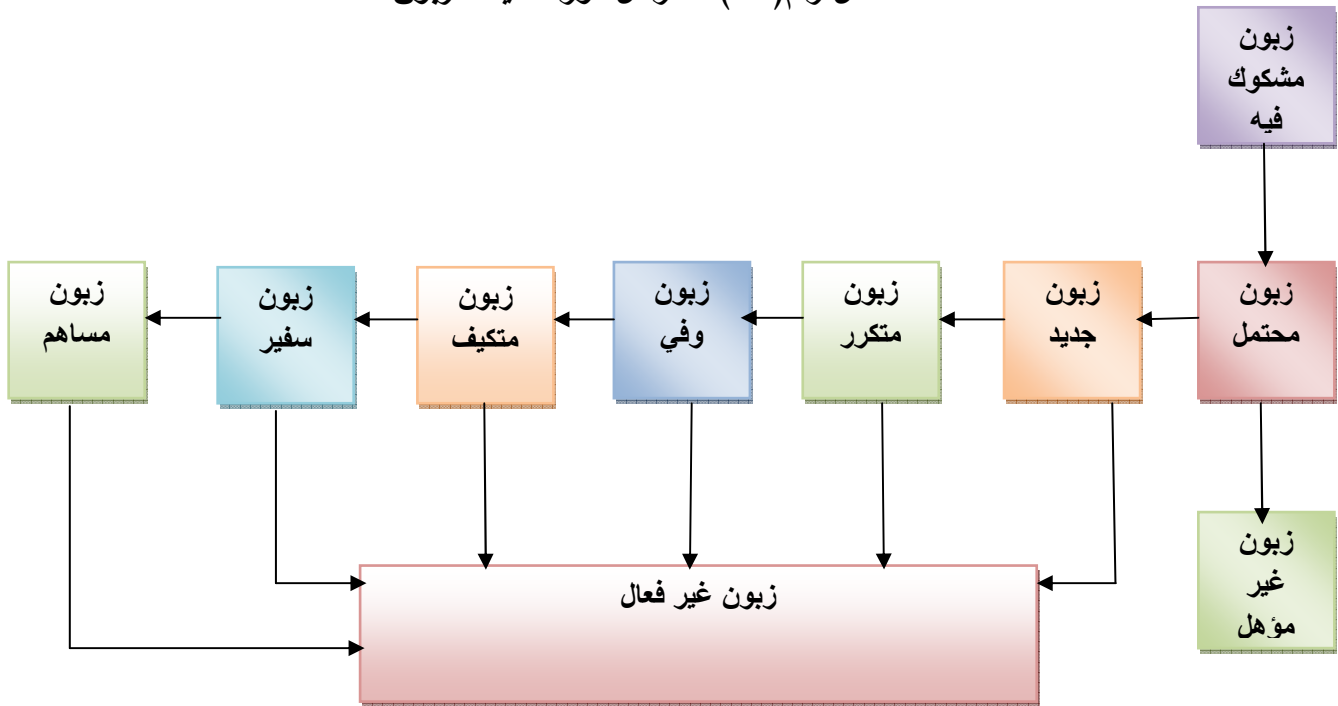 زبون
مشكوك
فيه
زبون
محتمل
زبون
جديد
زبون
متكرر
زبون
وفي
زبون
متكيف
زبون
سفير
زبون
مساهم
زبون
غير
مؤهل
زبون غير فعال